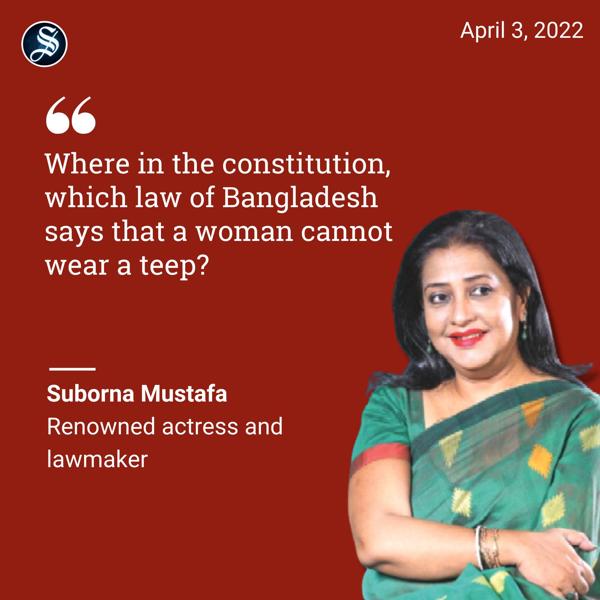 S
April 3, 2022
“
Where in the constitution,
which law of Bangladesh
says that a woman cannot
wear a teep?
Suborna Mustafa
Renowned actress and
lawmaker